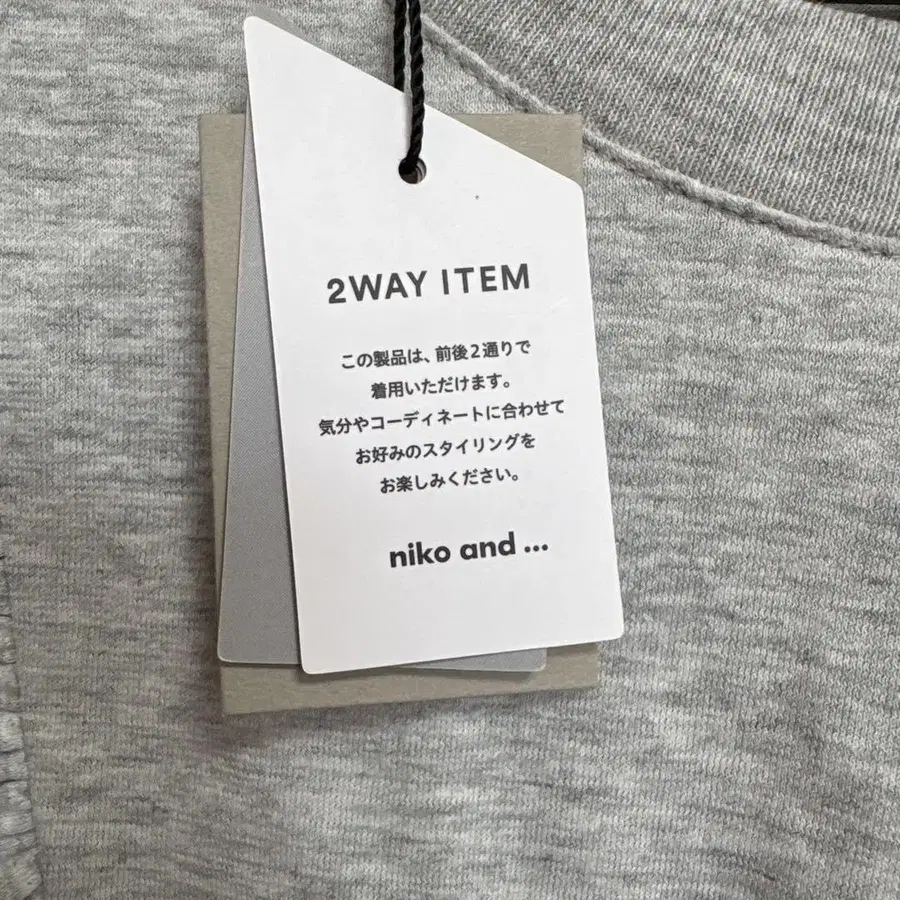 2WAY ITEM
この製品は、前後2通りで
着用いただけます。
気分やコーディネートに合わせて
お好みのスタイリングを
お楽しみください。
niko and ...